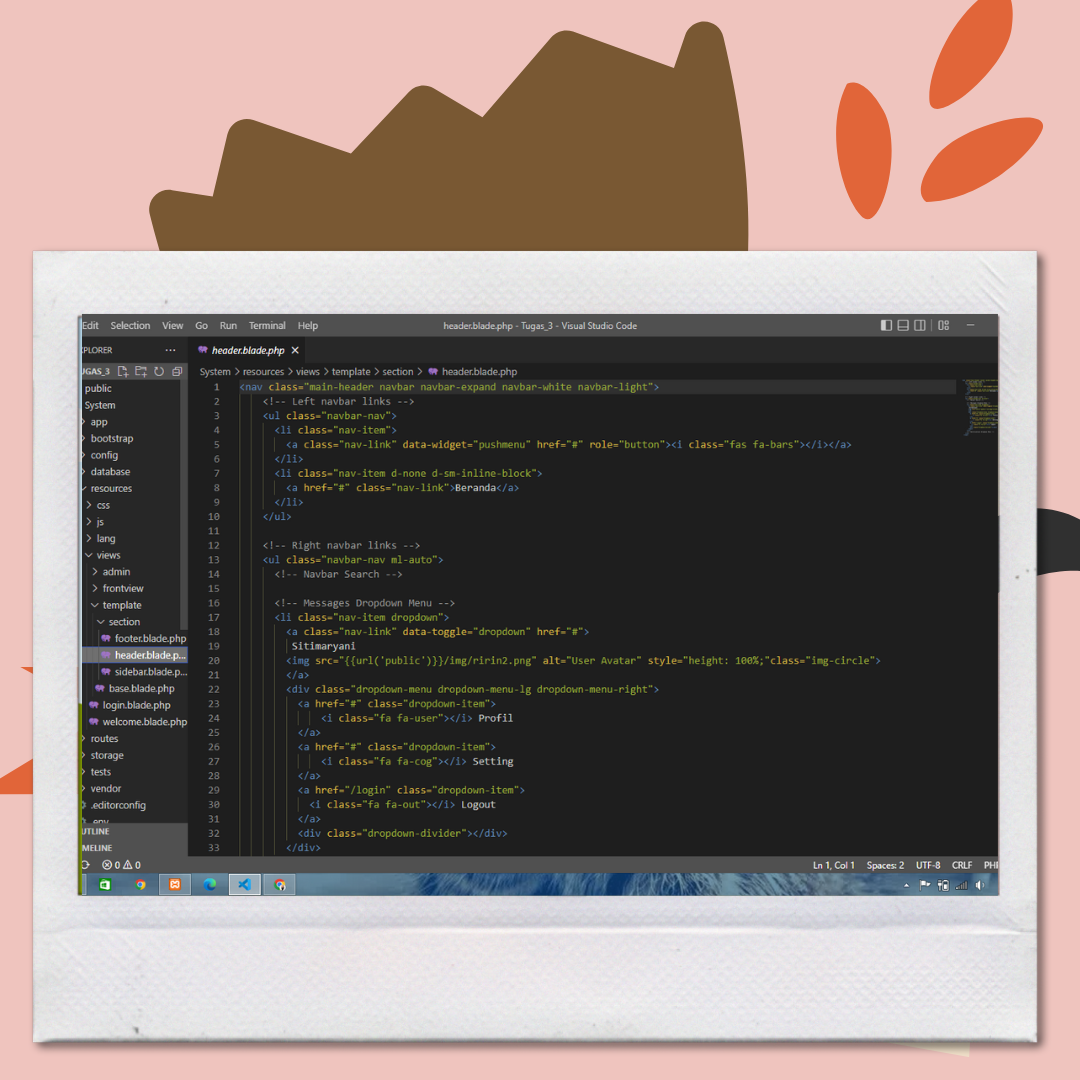 Edit Selection View Go Run Terminal Help header.blade.php - Tugas_3 - Visual Studio Code
PLORER ··· header.blade.php
UGAS_3 System > resources > views > template > section > header.blade.php
public
System
app
bootstrap
config
database
resources
css
js
lang
views
admin
frontview
template
section
footer.blade.php
header.blade.p...
sidebar.blade.p...
base.blade.php
login.blade.php
welcome.blade.php
routes
storage
tests
vendor
.editorconfig
.env
UTLINE
MELINE
1 <nav class="main-header navbar navbar-expand navbar-white navbar-light">
2 <!-- Left navbar links -->
3 <ul class="navbar-nav">
4 <li class="nav-item">
5 <a class="nav-link" data-widget="pushmenu" href="#" role="button"><i class="fas fa-bars"></i></a>
6 </li>
7 <li class="nav-item d-none d-sm-inline-block">
8 <a href="#" class="nav-link">Beranda</a>
9 </li>
10 </ul>
11
12 <!-- Right navbar links -->
13 <ul class="navbar-nav ml-auto">
14 <!-- Navbar Search -->
15
16 <!-- Messages Dropdown Menu -->
17 <li class="nav-item dropdown">
18 <a class="nav-link" data-toggle="dropdown" href="#">
19 Sitimaryani
20 <img src="{{url('public')}}/img/ririn2.png" alt="User Avatar" style="height: 100%;"class="img-circle">
21 </a>
22 <div class="dropdown-menu dropdown-menu-lg dropdown-menu-right">
23 <a href="#" class="dropdown-item">
24 <i class="fa fa-user"></i> Profil
25 </a>
26 <a href="#" class="dropdown-item">
27 <i class="fa fa-cog"></i> Setting
28 </a>
29 <a href="/login" class="dropdown-item">
30 <i class="fa fa-out"></i> Logout
31 </a>
32 <div class="dropdown-divider"></div>
33 </div>
0 0 Ln 1, Col 1 Spaces: 2 UTF-8 CRLF PH